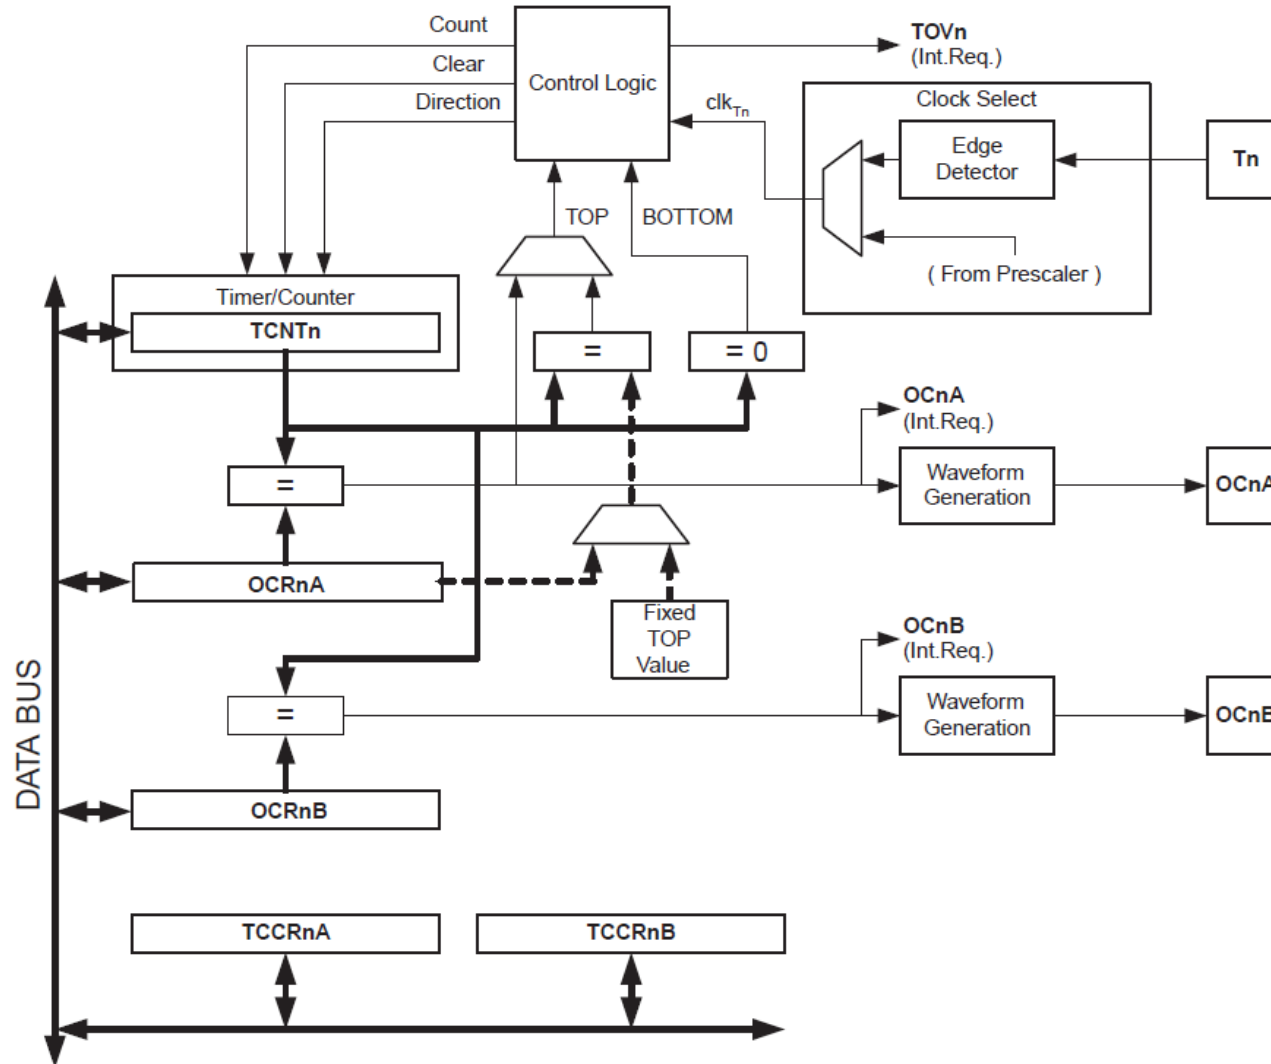 Count
Clear
Direction
Control Logic
TOVn
(Int.Req.)
clkTn
Clock Select
Edge
Detector
Tn
TOP
BOTTOM
( From Prescaler )
Timer/Counter
TCNTn
=
= 0
OCnA
(Int.Req.)
=
Waveform
Generation
OCnA
OCRnA
Fixed
TOP
Value
OCnB
(Int.Req.)
=
Waveform
Generation
OCnB
OCRnB
TCCRnA
TCCRnB
DATA BUS